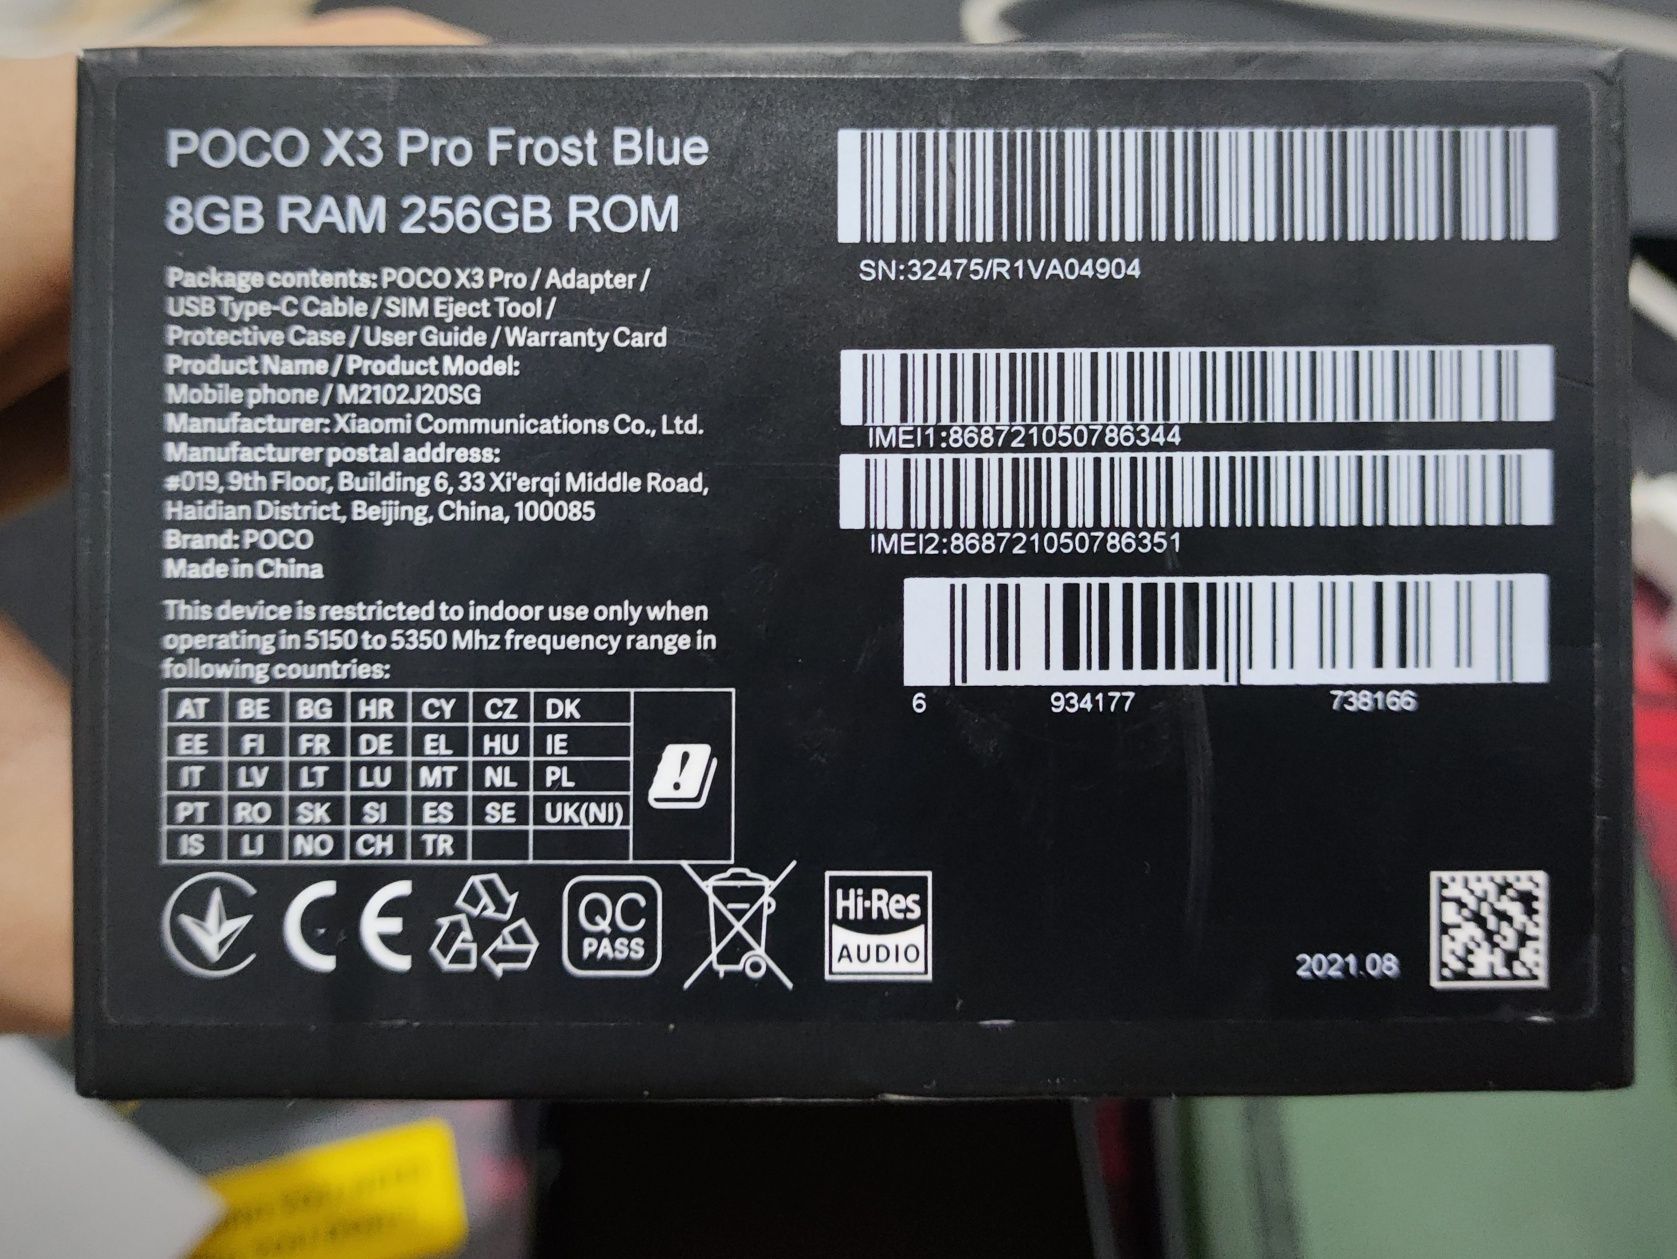 POCO X3 Pro Frost Blue
8GB RAM 256GB ROM
Package contents: POCO X3 Pro / Adapter /
USB Type-C Cable / SIM Eject Tool /
Protective Case / User Guide / Warranty Card
Product Name / Product Model:
Mobile phone / M2102J20SG
Manufacturer: Xiaomi Communications Co., Ltd.
Manufacturer postal address:
#019, 9th Floor, Building 6, 33 Xi'erqi Middle Road,
Haidian District, Beijing, China, 100085
Brand: POCO
Made in China
This device is restricted to indoor use only when
operating in 5150 to 5350 Mhz frequency range in
following countries:
AT BE BG HR CY CZ DK
EE FI FR DE EL HU IE
IT LV LT LU MT NL PL
PT RO SK SI ES SE UK(NI)
IS LI NO CH TR
CE
QC
PASS
Hi-Res
AUDIO
SN:32475/R1VA04904
IMEI1:868721050786344
IMEI2:868721050786351
6 934177 738166
2021.08